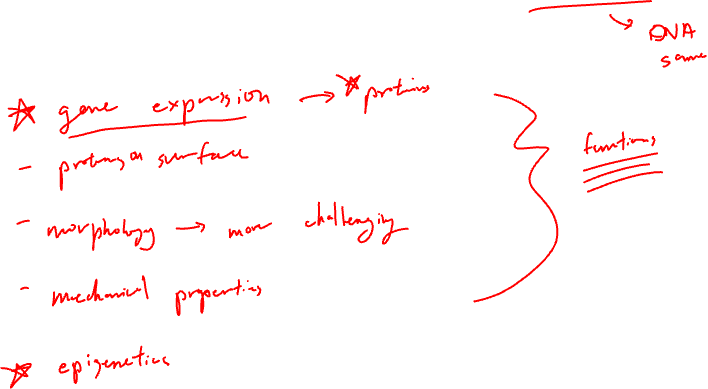 DNA
same
gene expression → proteins
- proteins on surface
- morphology → more challenging
functions
- mechanical properties
epigenetics